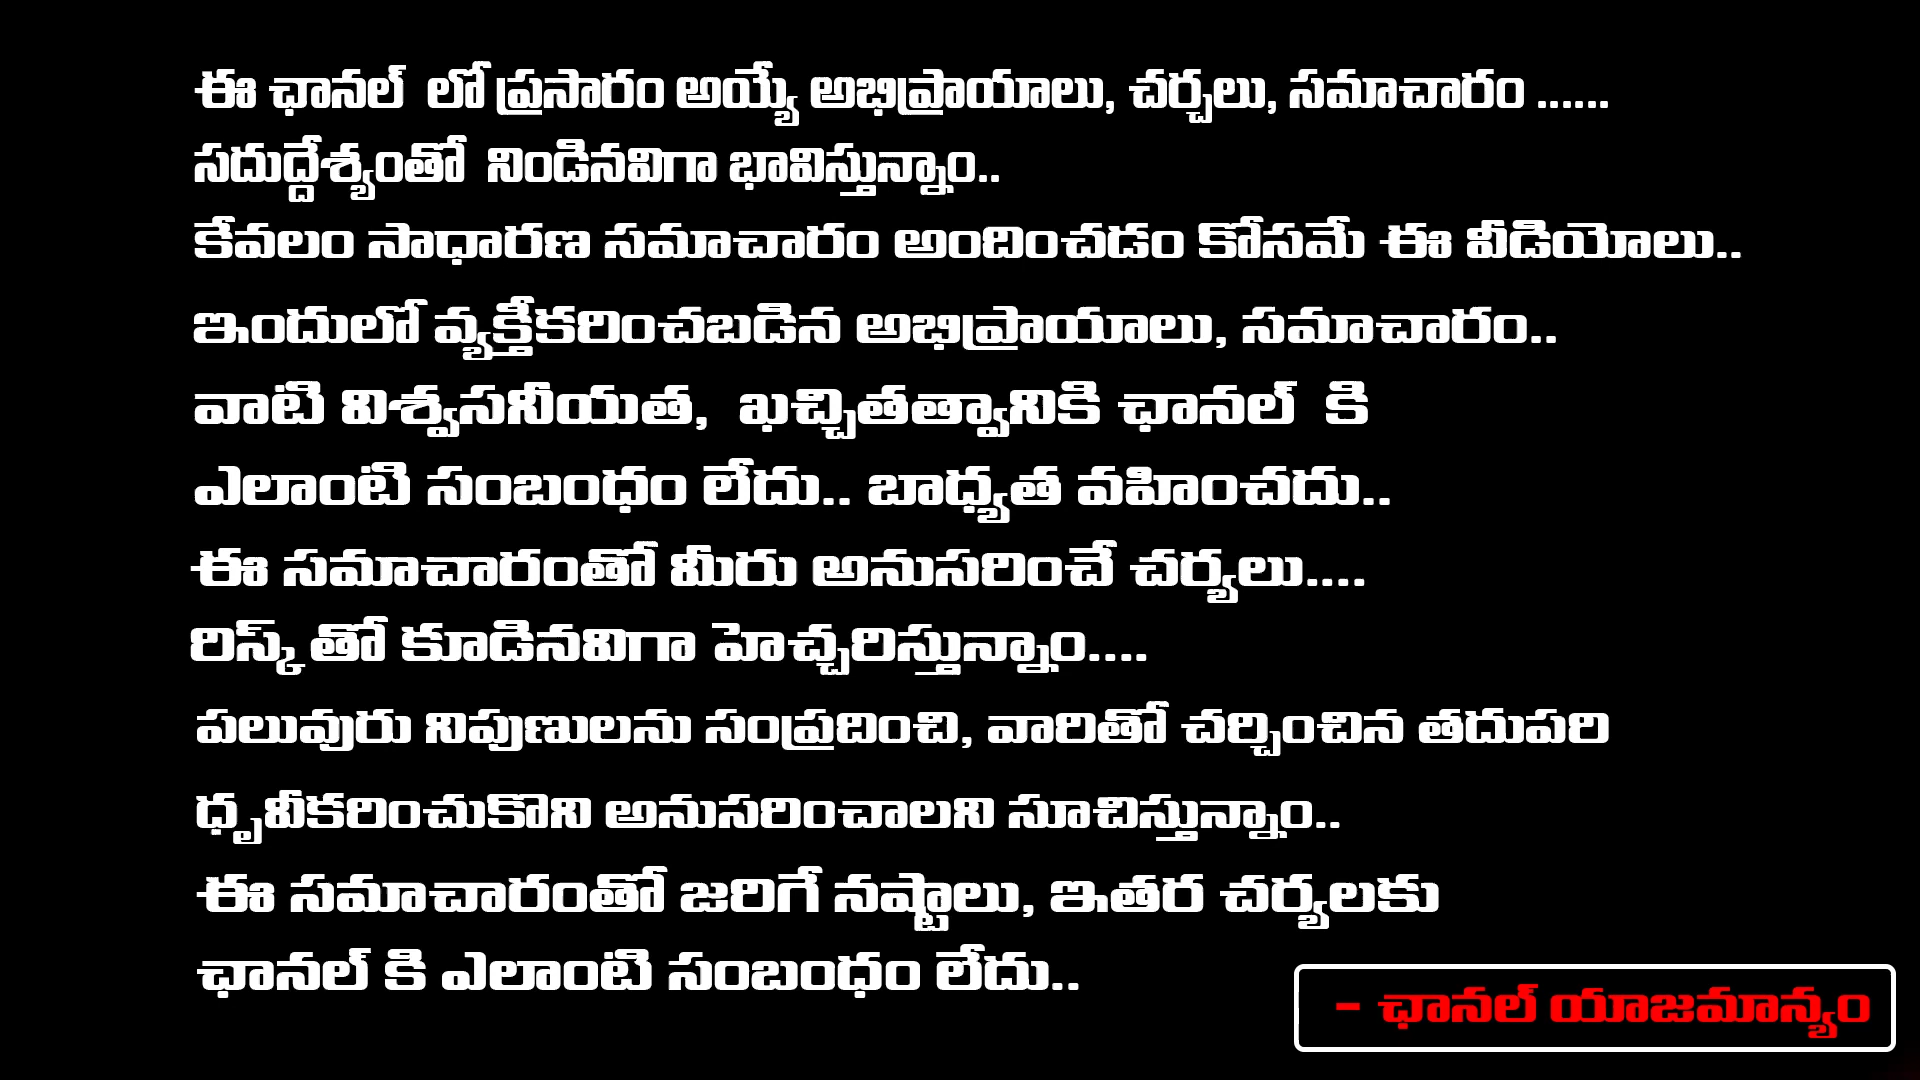 ఈ ఛానల్ లో ప్రసారం అయ్యే అభిప్రాయాలు, చర్చలు, సమాచారం ......
సదుద్దేశ్యంతో నిండినవిగా భావిస్తున్నాం..
కేవలం సాధారణ సమాచారం అందించడం కోసమే ఈ వీడియోలు..
ఇందులో వ్యక్తీకరించబడిన అభిప్రాయాలు, సమాచారం..
వాటి విశ్వసనీయత, ఖచ్చితత్వానికి ఛానల్ కి
ఎలాంటి సంబంధం లేదు.. బాధ్యత వహించదు..
ఈ సమాచారంతో మీరు అనుసరించే చర్యలు....
రిస్క్ తో కూడినవిగా హెచ్చరిస్తున్నాం....
పలువురు నిపుణులను సంప్రదించి, వారితో చర్చించిన తదుపరి
ధృవీకరించుకొని అనుసరించాలని సూచిస్తున్నాం..
ఈ సమాచారంతో జరిగే నష్టాలు, ఇతర చర్యలకు
ఛానల్ కి ఎలాంటి సంబంధం లేదు..
- ఛానల్ యాజమాన్యం